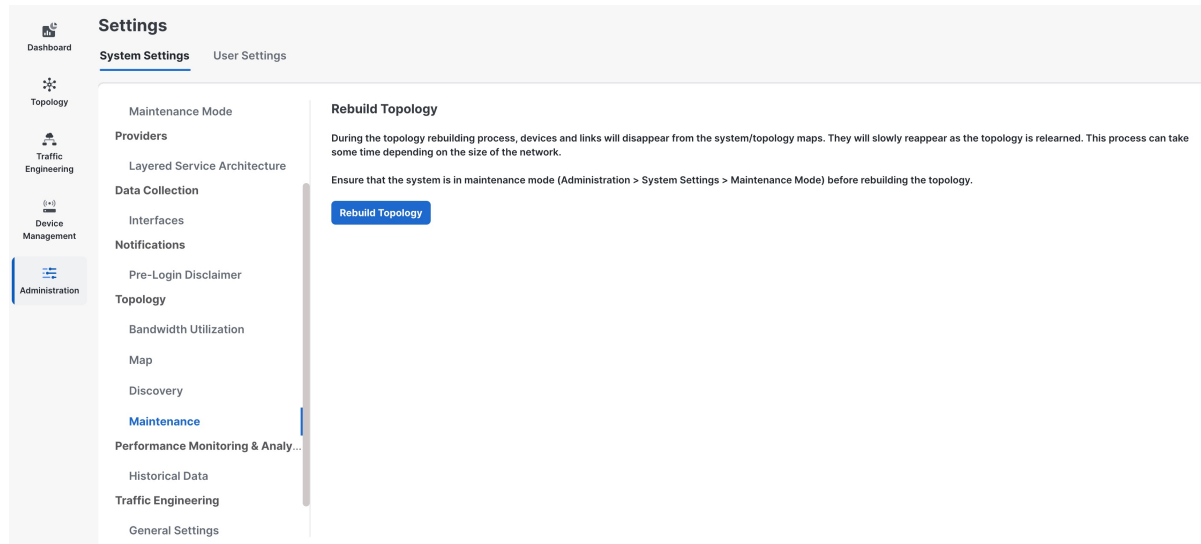 Settings
System Settings
User Settings
Dashboard
Topology
Traffic
Engineering
Device
Management
Administration
Maintenance Mode
Providers
Layered Service Architecture
Data Collection
Interfaces
Notifications
Pre-Login Disclaimer
Topology
Bandwidth Utilization
Map
Discovery
Maintenance
Performance Monitoring & Analy...
Historical Data
Traffic Engineering
General Settings
Rebuild Topology
During the topology rebuilding process, devices and links will disappear from the system/topology maps. They will slowly reappear as the topology is relearned. This process can take
some time depending on the size of the network.
Ensure that the system is in maintenance mode (Administration > System Settings > Maintenance Mode) before rebuilding the topology.
Rebuild Topology